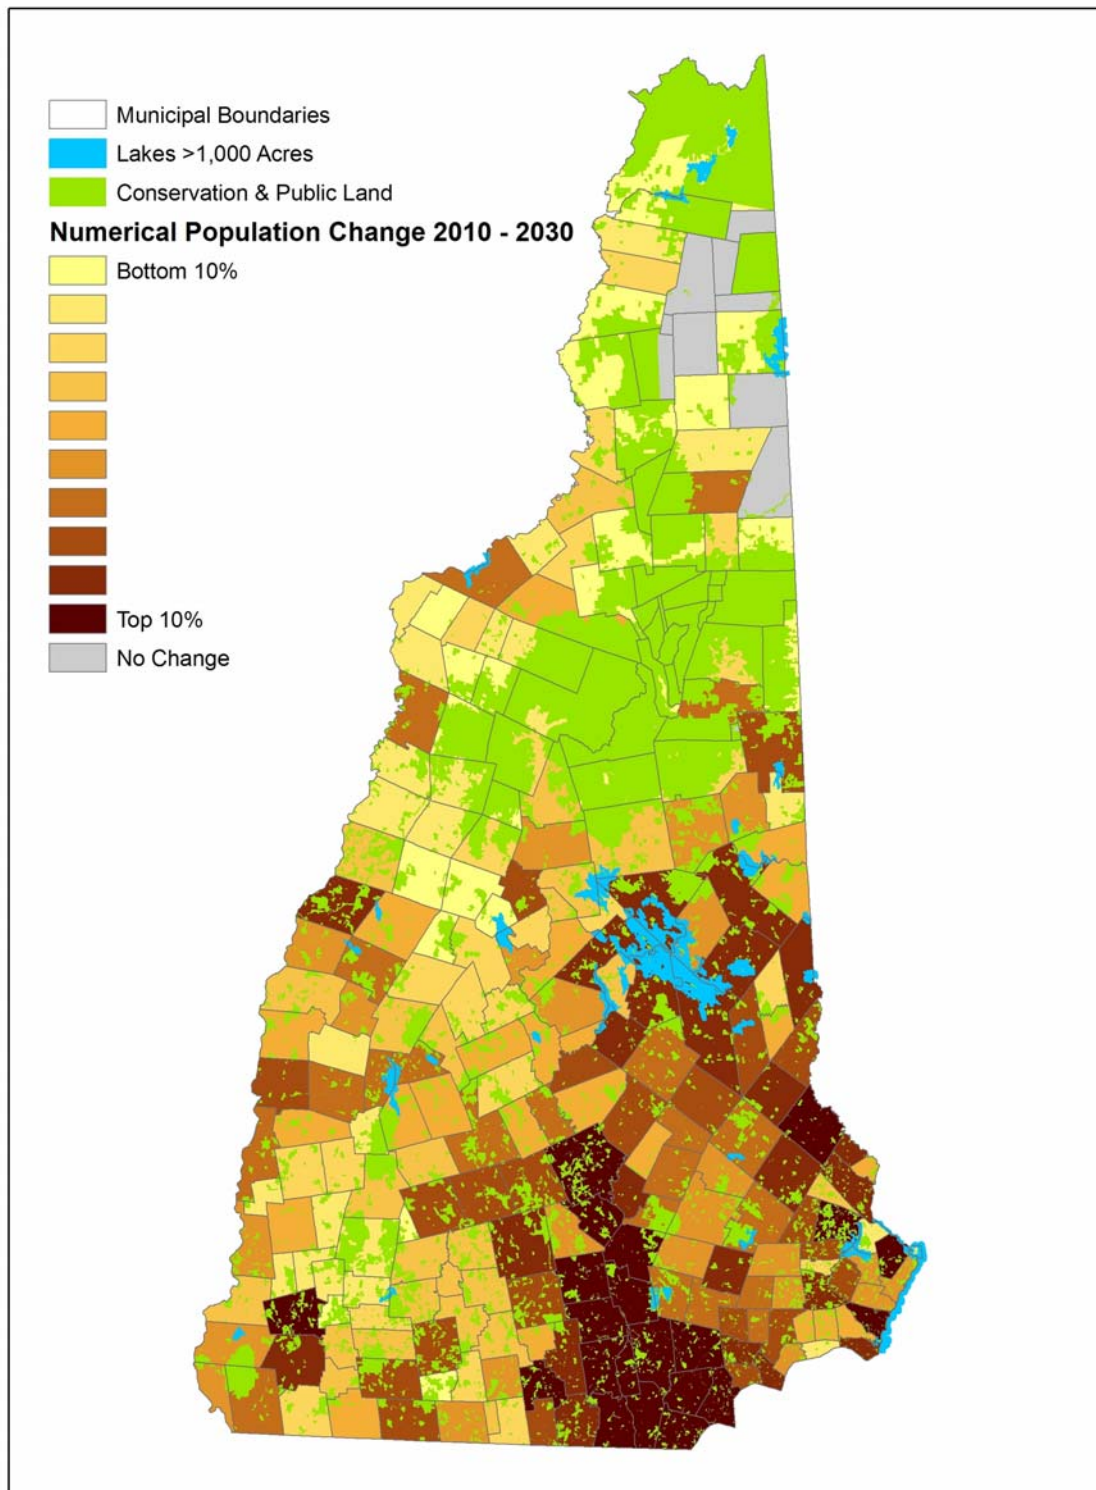 Municipal Boundaries
Lakes >1,000 Acres
Conservation & Public Land
Numerical Population Change 2010 - 2030
Bottom 10%
Top 10%
No Change